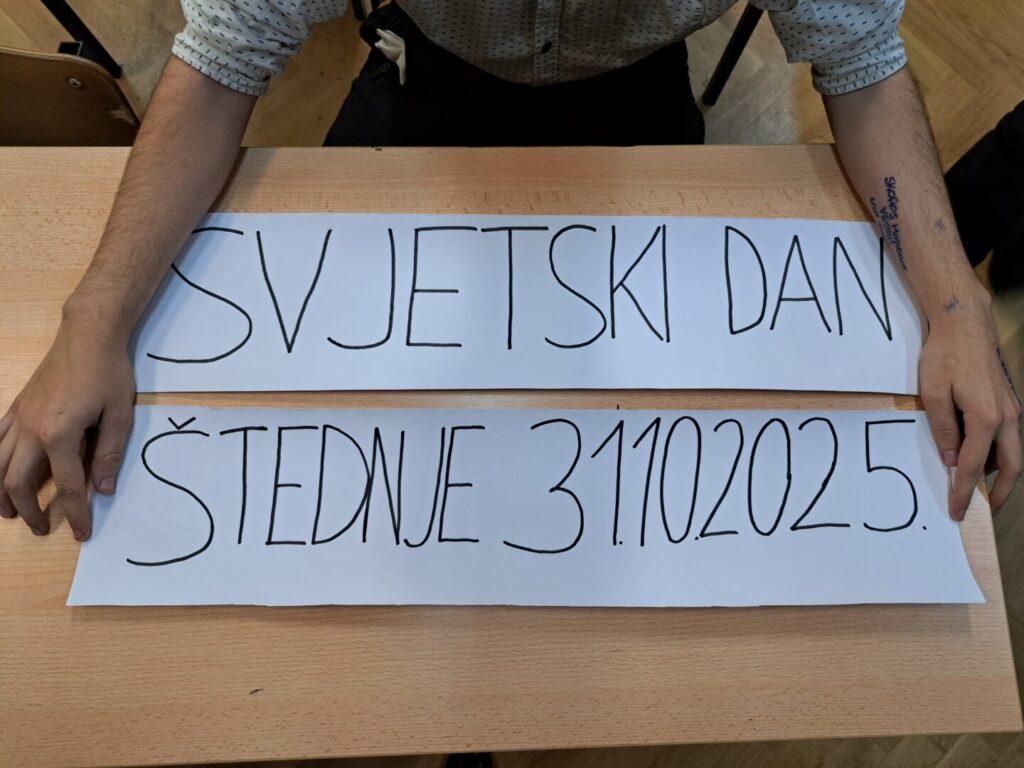 SVJETSKI DAN
ŠTEDNJE 31.10.2025.